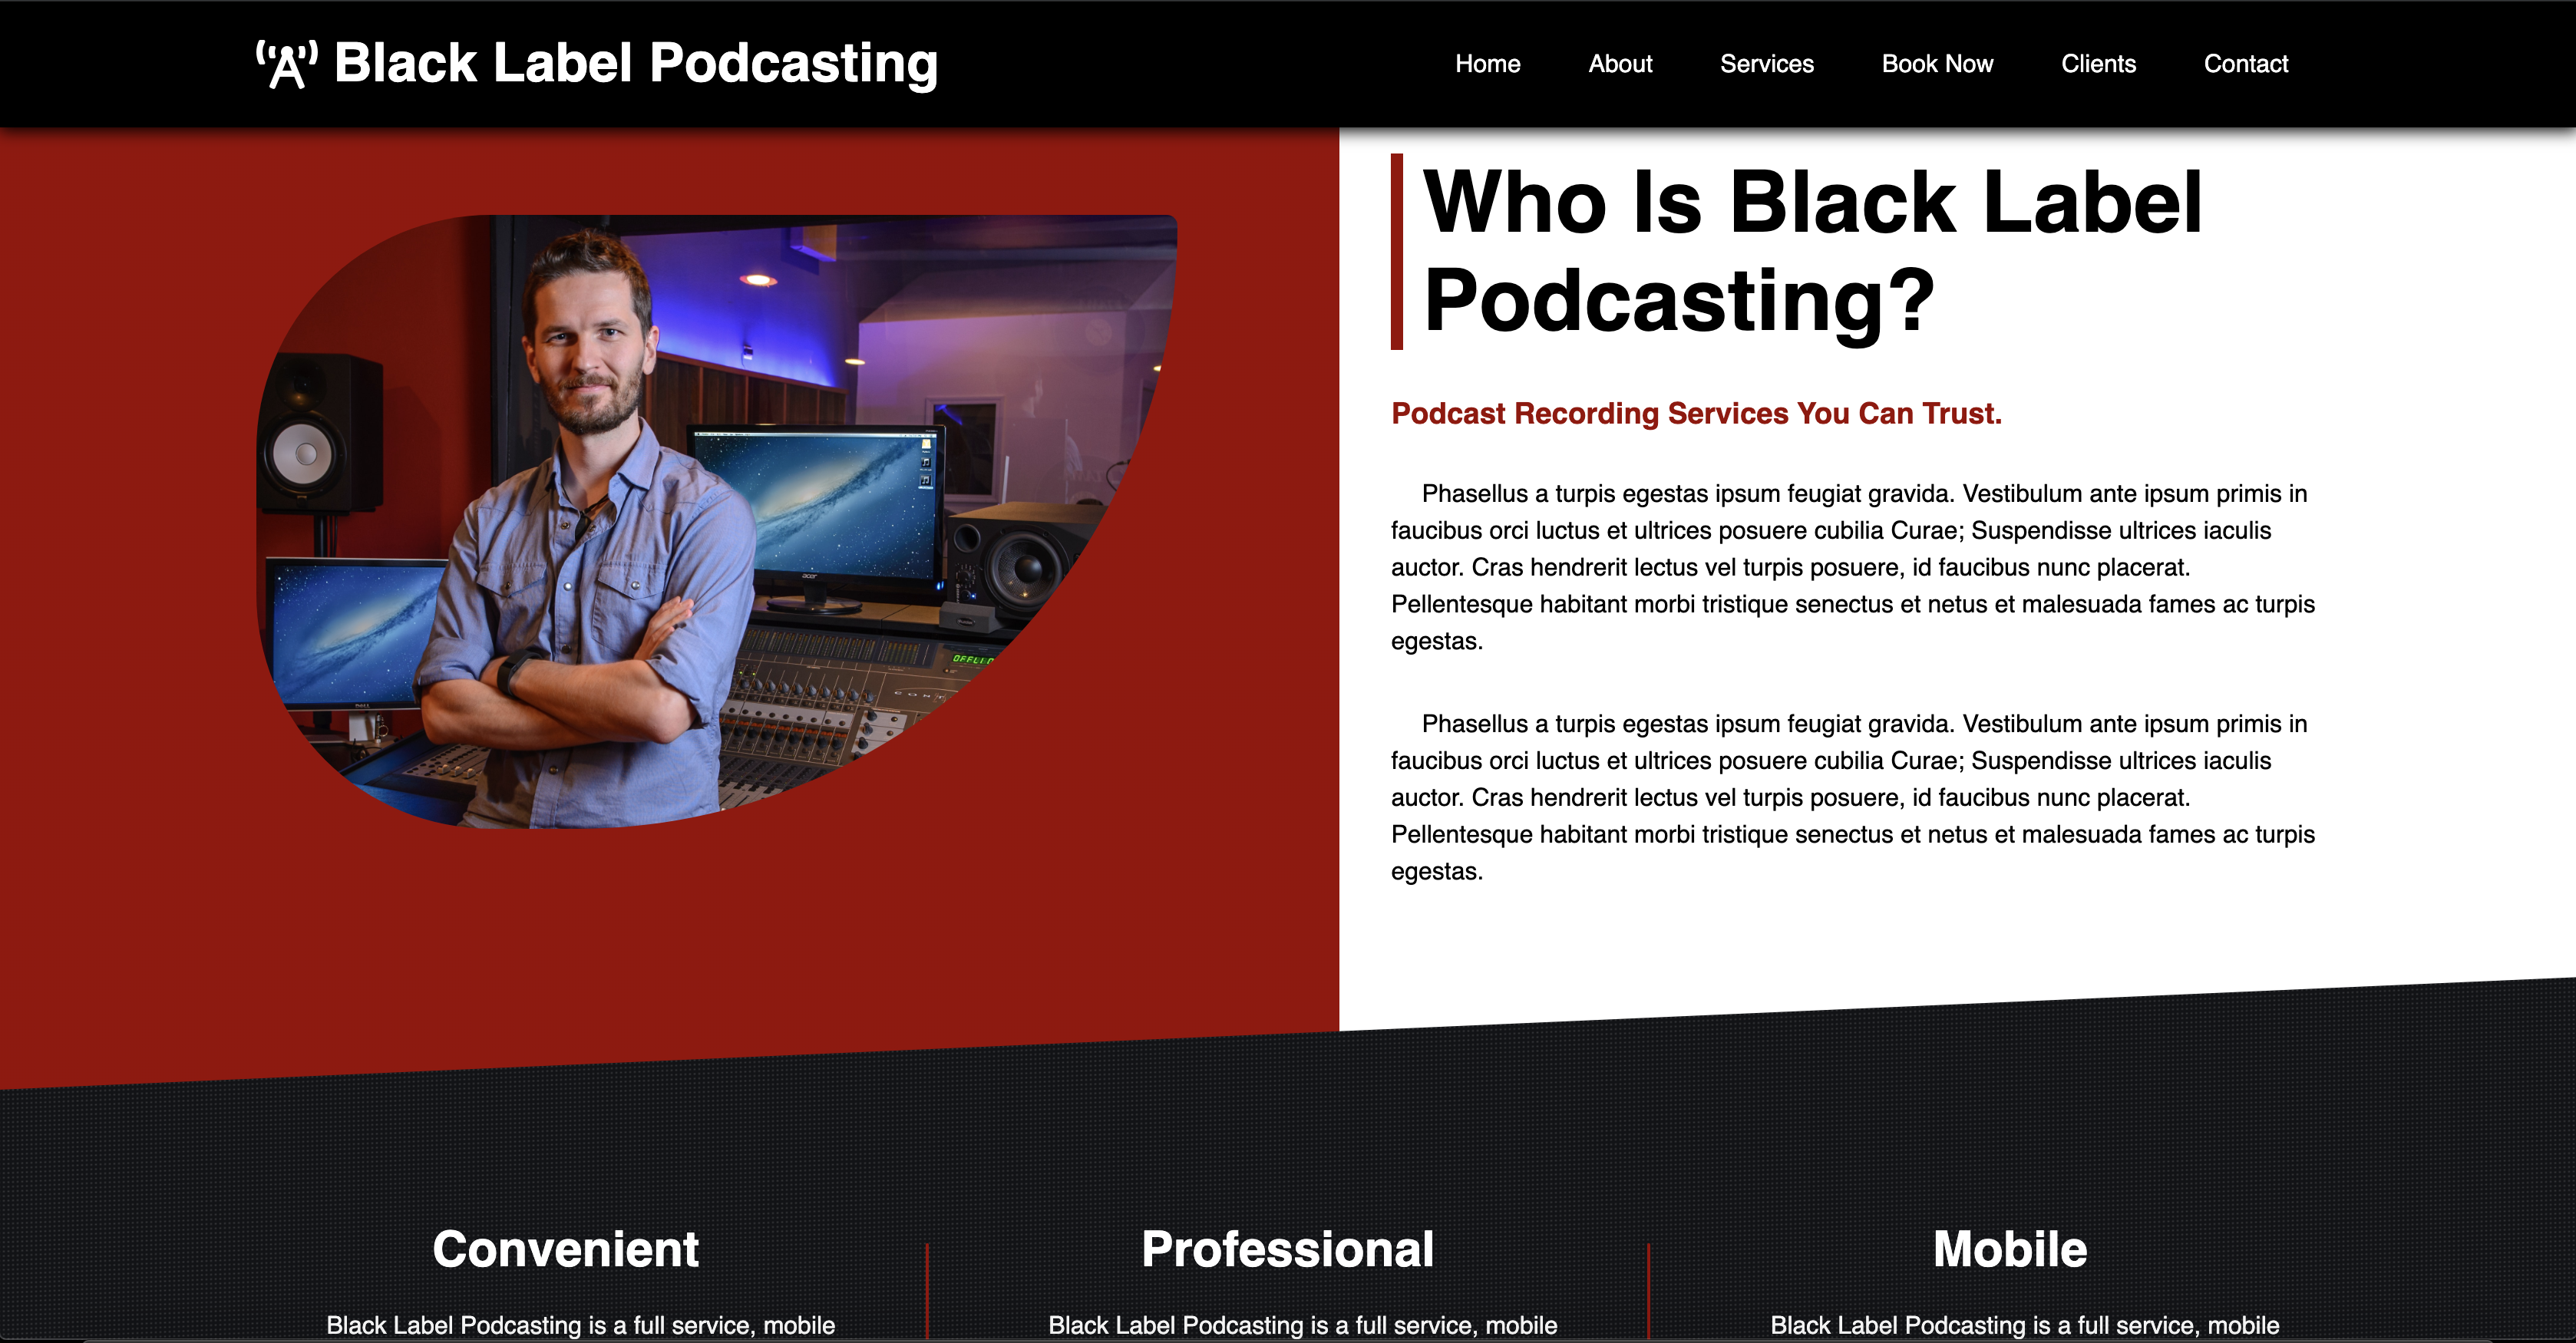 Black Label Podcasting
Home About Services Book Now Clients Contact
Who Is Black Label
Podcasting?
Podcast Recording Services You Can Trust.
Phasellus a turpis egestas ipsum feugiat gravida. Vestibulum ante ipsum primis in
faucibus orci luctus et ultrices posuere cubilia Curae; Suspendisse ultrices iaculis
auctor. Cras hendrerit lectus vel turpis posuere, id faucibus nunc placerat.
Pellentesque habitant morbi tristique senectus et netus et malesuada fames ac turpis
egestas.
Phasellus a turpis egestas ipsum feugiat gravida. Vestibulum ante ipsum primis in
faucibus orci luctus et ultrices posuere cubilia Curae; Suspendisse ultrices iaculis
auctor. Cras hendrerit lectus vel turpis posuere, id faucibus nunc placerat.
Pellentesque habitant morbi tristique senectus et netus et malesuada fames ac turpis
egestas.
acer
DELL
Convenient
Black Label Podcasting is a full service, mobile
Professional
Black Label Podcasting is a full service, mobile
Mobile
Black Label Podcasting is a full service, mobile